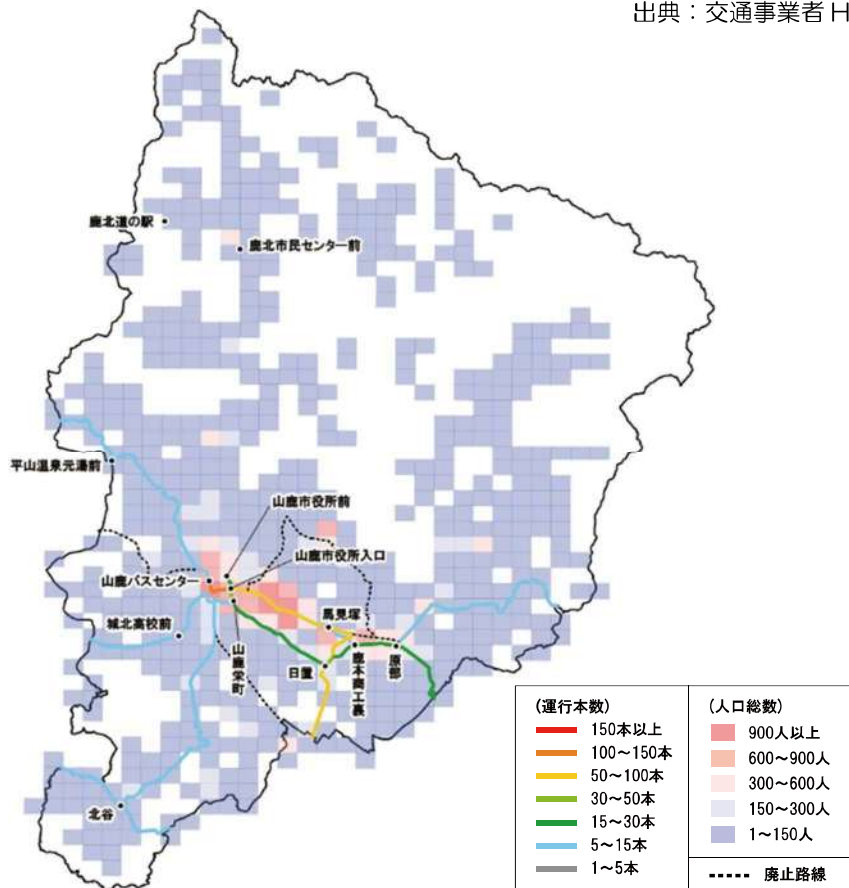 出典：交通事業者H
鹿北道の駅
鹿北市民センター前
平山温泉元湯前
山鹿市役所前
山鹿市役所入口
山鹿バスセンター
城北高校前
馬見塚
山鹿栄町
日置
鹿本商工裏
原部
北谷
(運行本数)
150本以上
100～150本
50～100本
30～50本
15～30本
5～15本
1～5本
(人口総数)
900人以上
600～900人
300～600人
150～300人
1～150人
廃止路線